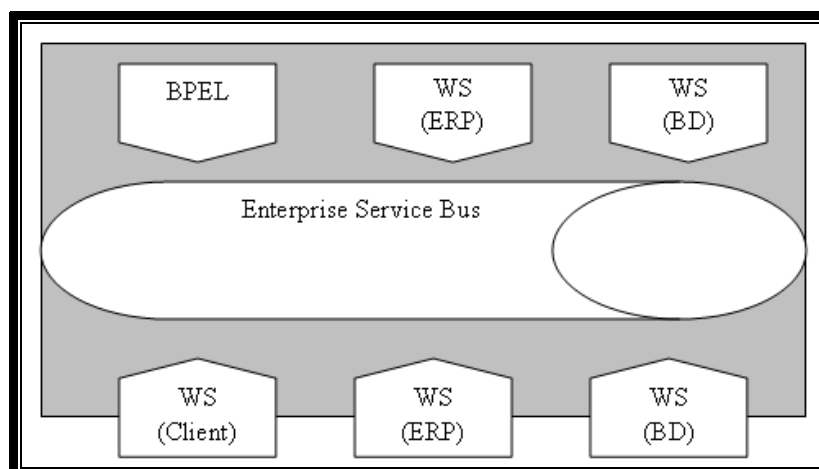 BPEL
WS
(ERP)
WS
(BD)
Enterprise Service Bus
WS
(Client)
WS
(ERP)
WS
(BD)